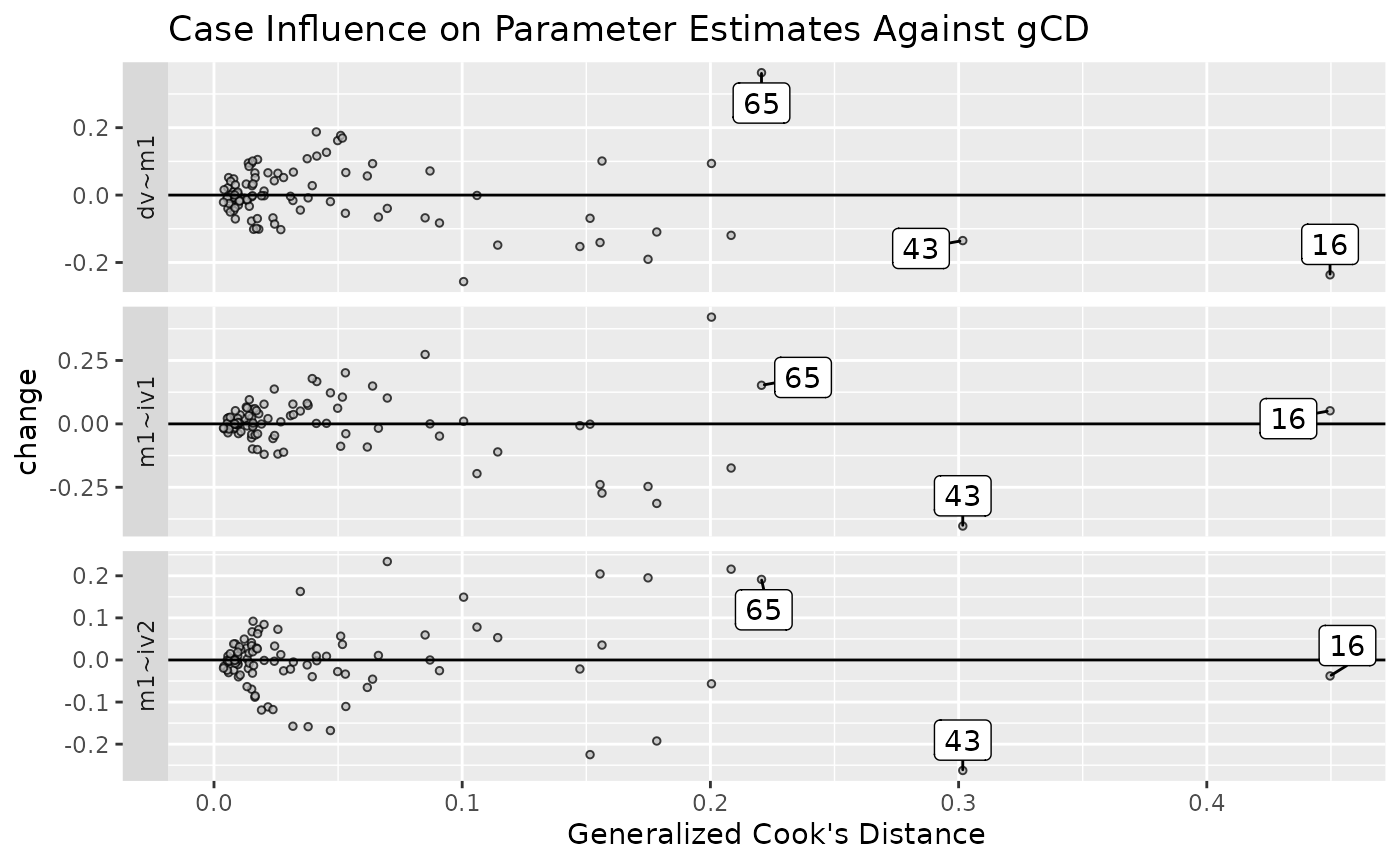 Case Influence on Parameter Estimates Against gCD
change
dv~m1
0.2
0.0
-0.2
65
43
16
m1~iv1
0.25
0.00
-0.25
65
16
43
m1~iv2
0.2
0.1
0.0
-0.1
-0.2
65
16
43
0.0 0.1 0.2 0.3 0.4
Generalized Cook's Distance